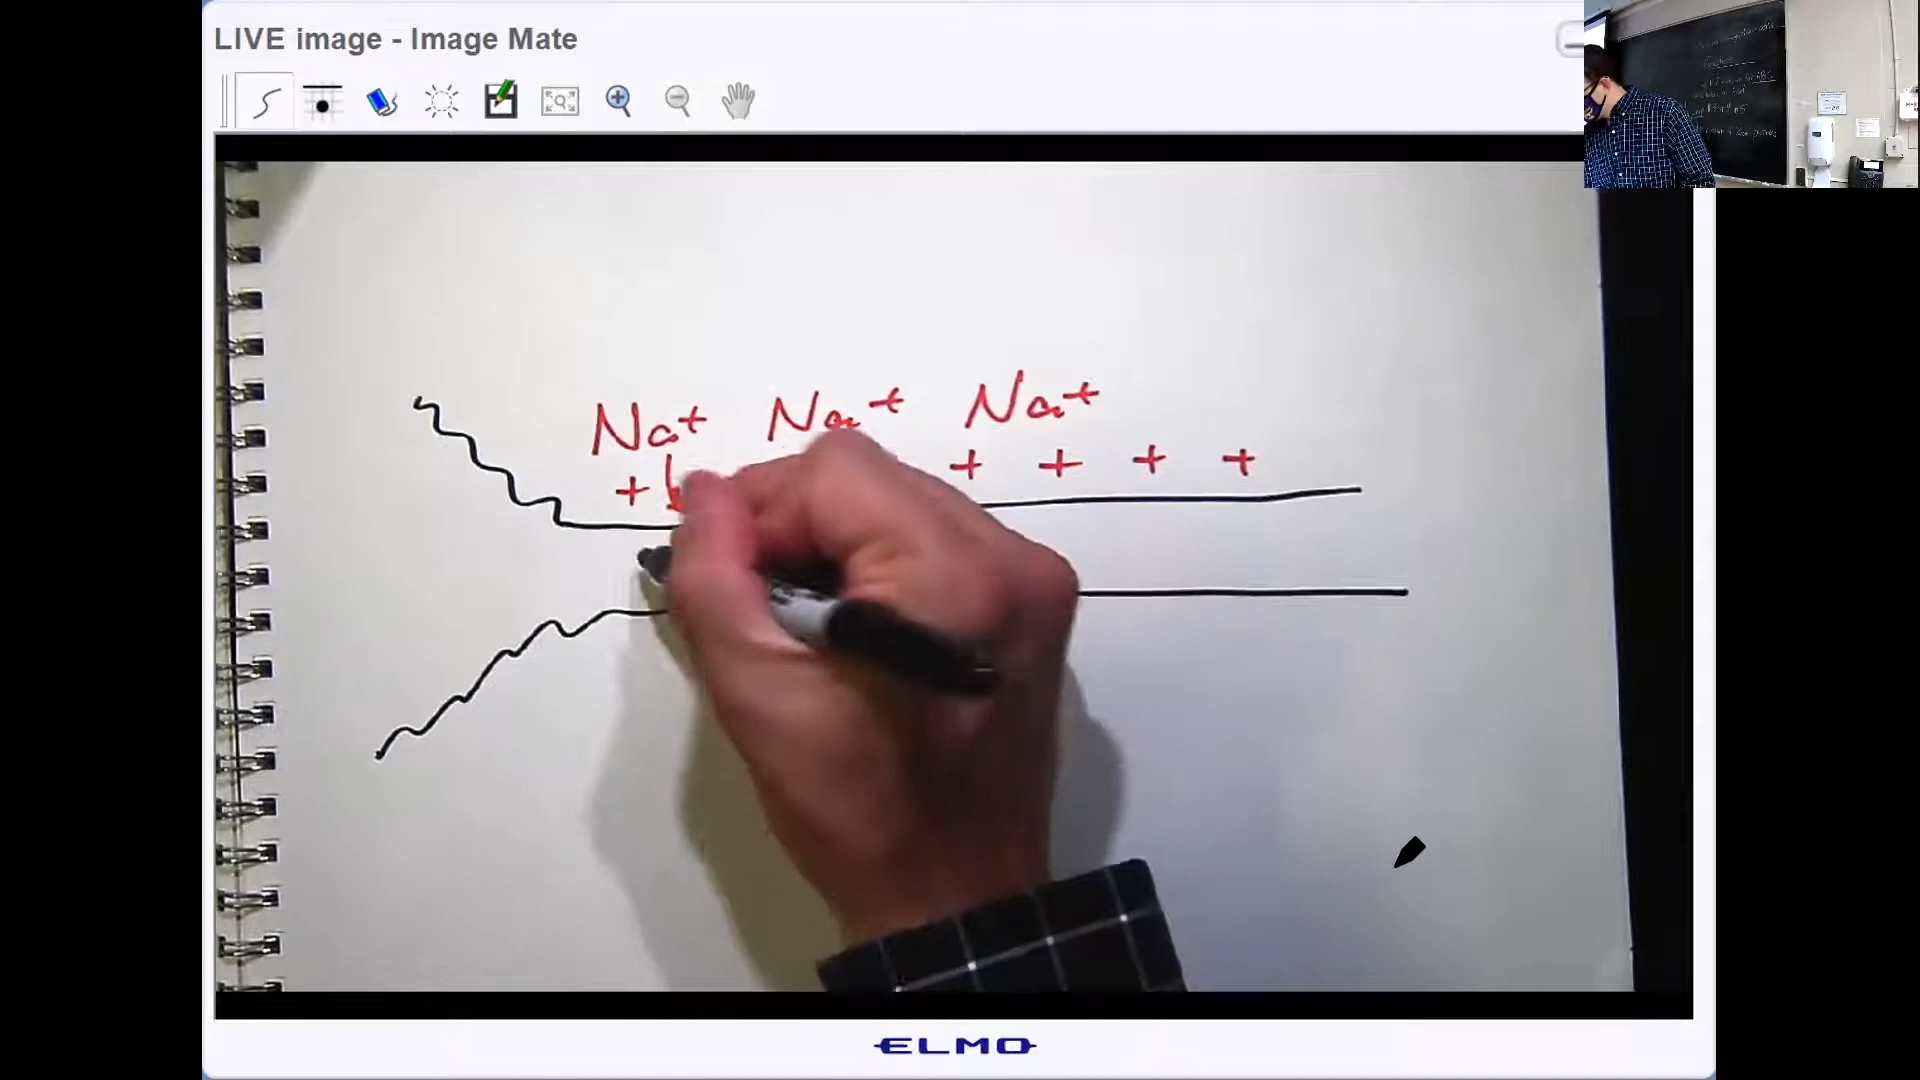 LIVE image - Image Mate
Na+ Na+ Na+
+ + + + +
ELMO